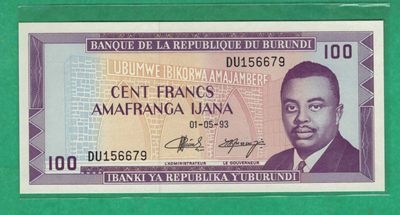 BANQUE DE LA REPUBLIQUE DU BURUNDI
DU156679
100
UBUMWE IBIKORWA AMAJAMBERE
CENT FRANCS
AMAFRANGA IJANA
01-05-93
100
DU156679
L'ADMINISTRATEUR
LE GOUVERNEUR
IBANKI YA REPUBLIKA Y'UBURUNDI